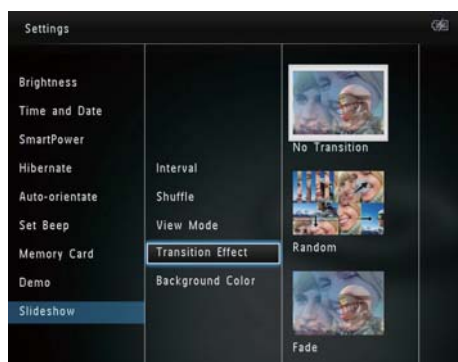 Settings
Brightness
Time and Date
SmartPower
Hibernate
Auto-orientate
Set Beep
Memory Card
Demo
Slideshow
Interval
Shuffle
View Mode
Transition Effect
Background Color
No Transition
Random
Fade